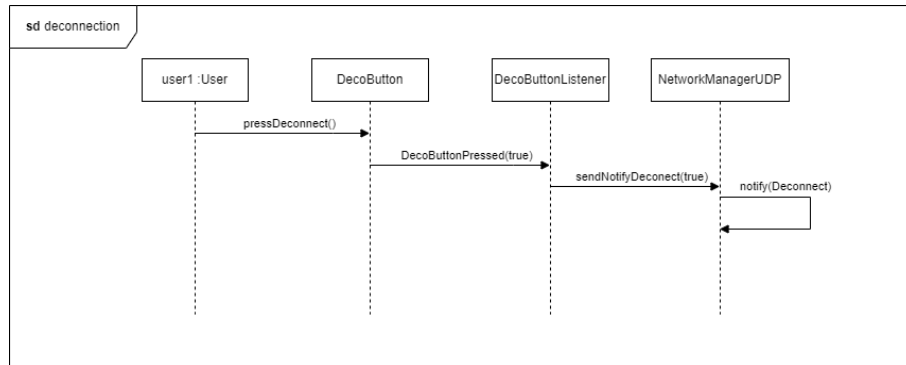 sd deconnection
user1 :User
DecoButton
DecoButtonListener
NetworkManagerUDP
pressDeconnect()
DecoButtonPressed(true)
sendNotifyDeconect(true)
notify(Deconnect)